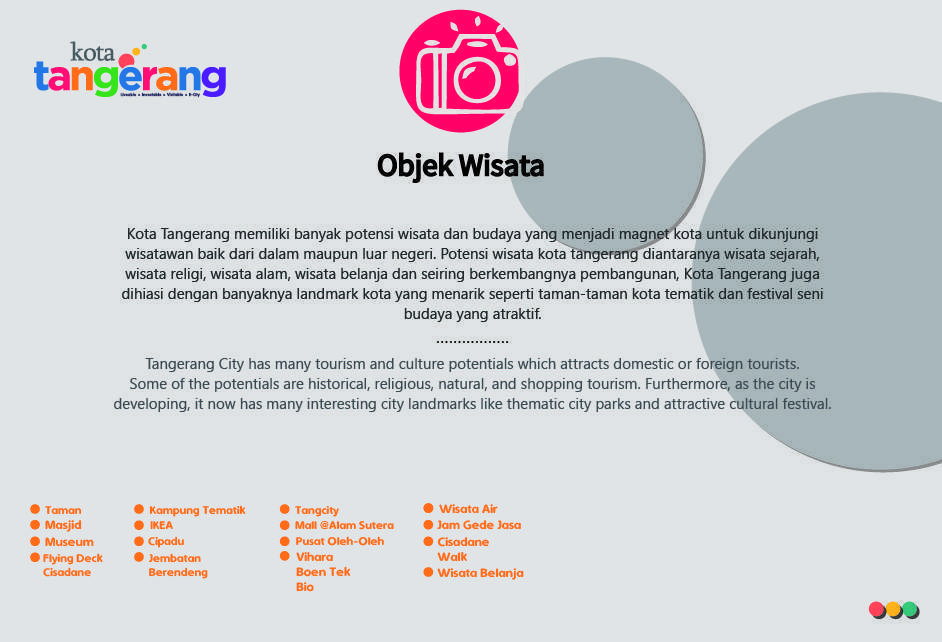 kota
tangerang
Liveable • Investable • Visitable • E-City
Objek Wisata
Kota Tangerang memiliki banyak potensi wisata dan budaya yang menjadi magnet kota untuk dikunjungi
wisatawan baik dari dalam maupun luar negeri. Potensi wisata kota tangerang diantaranya wisata sejarah,
wisata religi, wisata alam, wisata belanja dan seiring berkembangnya pembangunan, Kota Tangerang juga
dihiasi dengan banyaknya landmark kota yang menarik seperti taman-taman kota tematik dan festival seni
budaya yang atraktif.
.................
Tangerang City has many tourism and culture potentials which attracts domestic or foreign tourists.
Some of the potentials are historical, religious, natural, and shopping tourism. Furthermore, as the city is
developing, it now has many interesting city landmarks like thematic city parks and attractive cultural festival.
Taman
Masjid
Museum
Flying Deck
Cisadane
Kampung Tematik
IKEA
Cipadu
Jembatan
Berendeng
Tangcity
Mall @Alam Sutera
Pusat Oleh-Oleh
Vihara
Boen Tek
Bio
Wisata Air
Jam Gede Jasa
Cisadane
Walk
Wisata Belanja